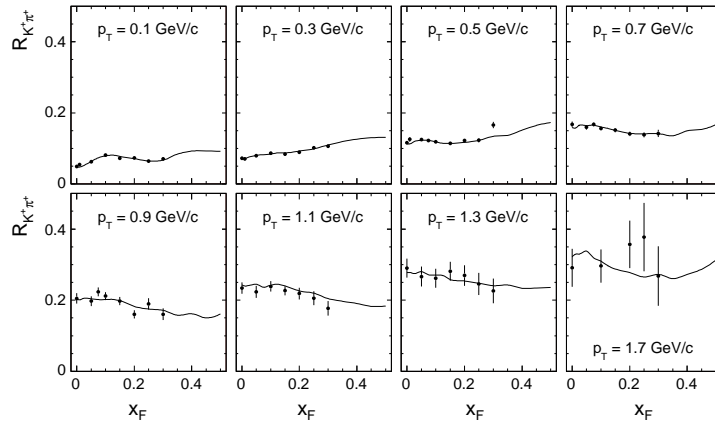 R_{K⁺π⁺}
p_T = 0.1 GeV/c
p_T = 0.3 GeV/c
p_T = 0.5 GeV/c
p_T = 0.7 GeV/c
0.4
0.2
0
R_{K⁺π⁺}
p_T = 0.9 GeV/c
p_T = 1.1 GeV/c
p_T = 1.3 GeV/c
p_T = 1.7 GeV/c
0.4
0.2
0
0 0.2 0.4
0 0.2 0.4
0 0.2 0.4
0 0.2 0.4
x_F
x_F
x_F
x_F